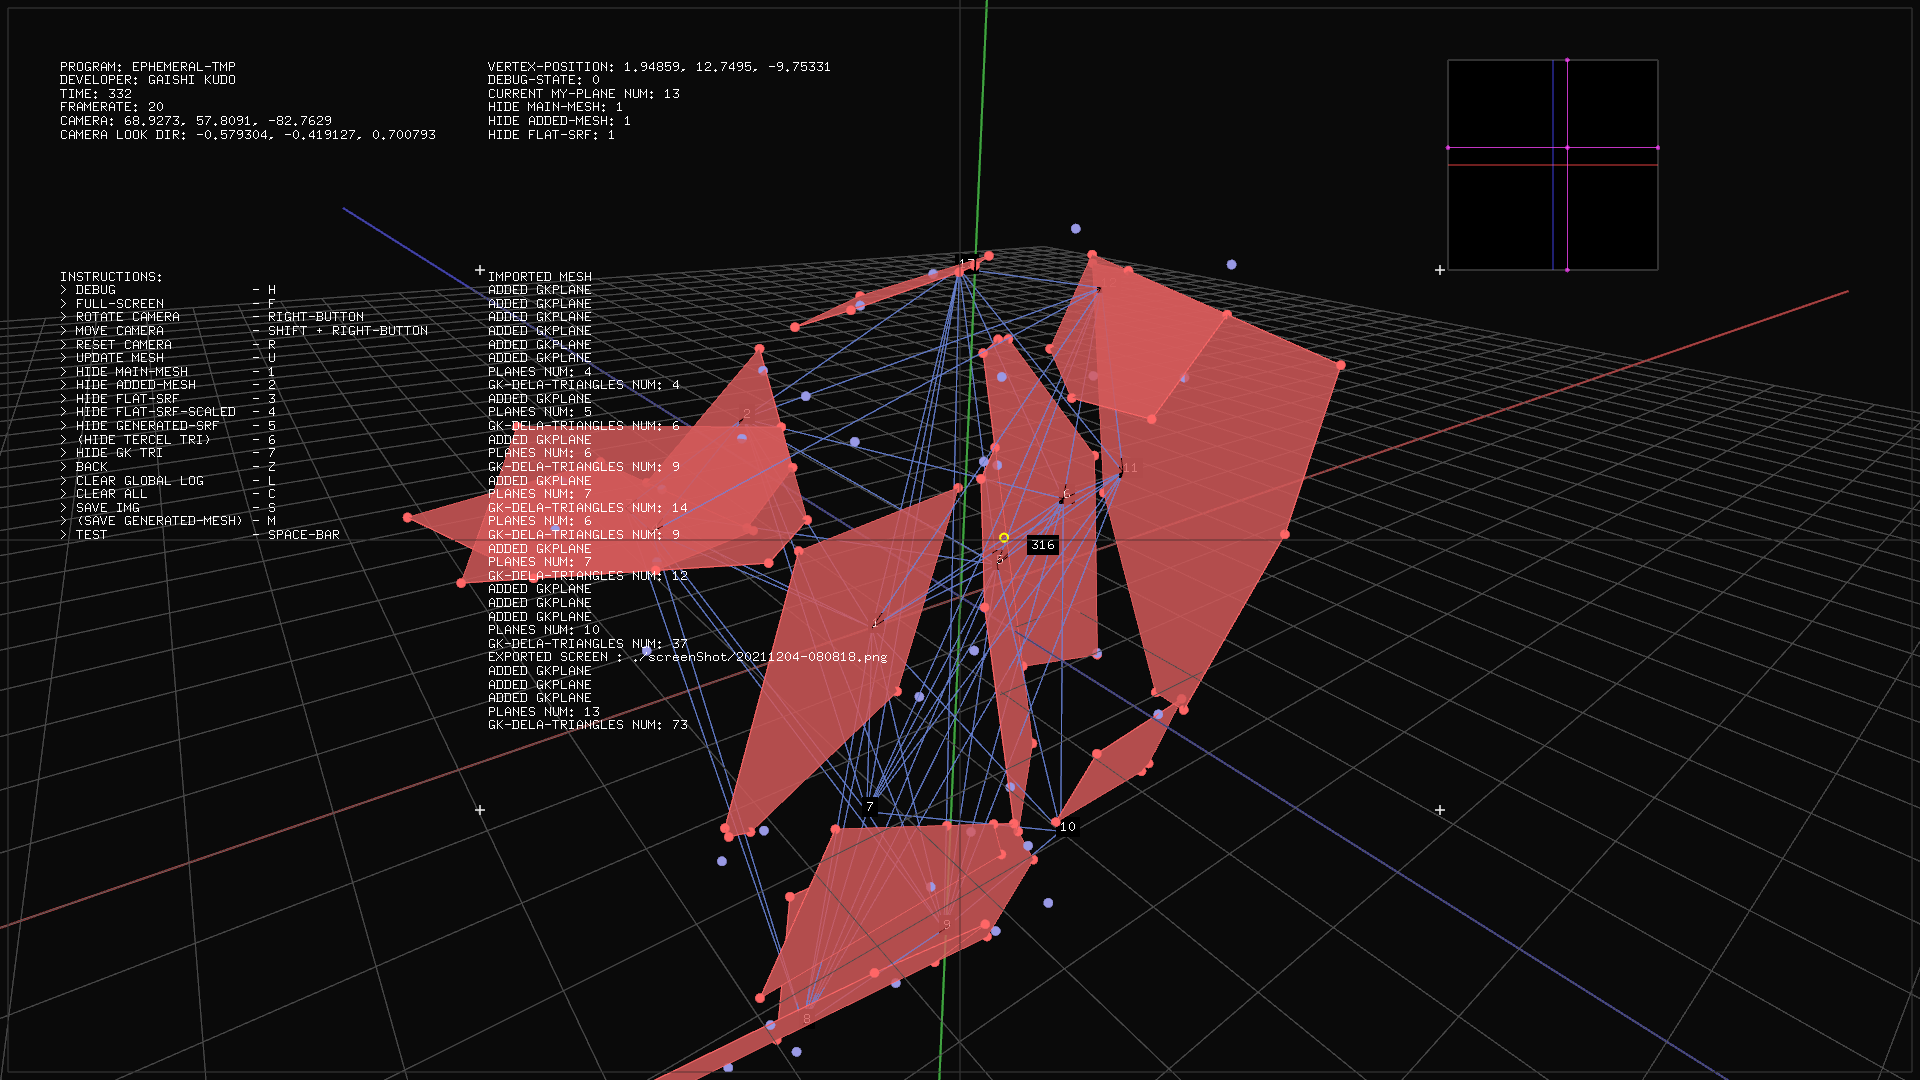 PROGRAM: EPHEMERAL-TMP
DEVELOPER: GAISHI KUDO
TIME: 332
FRAMERATE: 20
CAMERA: 68.9273, 57.8091, -82.7629
CAMERA LOOK DIR: -0.579304, -0.419127, 0.700793
VERTEX-POSITION: 1.94859, 12.7495, -9.75331
DEBUG-STATE: 0
CURRENT MY-PLANE NUM: 13
HIDE MAIN-MESH: 1
HIDE ADDED-MESH: 1
HIDE FLAT-SRF: 1
INSTRUCTIONS:
> DEBUG - H
> FULL-SCREEN - F
> ROTATE CAMERA - RIGHT-BUTTON
> MOVE CAMERA - SHIFT + RIGHT-BUTTON
> RESET CAMERA - R
> UPDATE MESH - U
> HIDE MAIN-MESH - 1
> HIDE ADDED-MESH - 2
> HIDE FLAT-SRF - 3
> HIDE FLAT-SRF-SCALED - 4
> HIDE GENERATED-SRF - 5
> (HIDE TERCEL TRI) - 6
> HIDE GK TRI - 7
> BACK - Z
> CLEAR GLOBAL LOG - L
> CLEAR ALL - C
> SAVE IMG - S
> (SAVE GENERATED-MESH) - M
> TEST - SPACE-BAR
IMPORTED MESH
ADDED GKPLANE
ADDED GKPLANE
ADDED GKPLANE
ADDED GKPLANE
ADDED GKPLANE
ADDED GKPLANE
PLANES NUM: 4
GK-DELA-TRIANGLES NUM: 4
ADDED GKPLANE
PLANES NUM: 5
GK-DELA-TRIANGLES NUM: 6
ADDED GKPLANE
PLANES NUM: 6
GK-DELA-TRIANGLES NUM: 9
ADDED GKPLANE
PLANES NUM: 7
GK-DELA-TRIANGLES NUM: 14
PLANES NUM: 6
GK-DELA-TRIANGLES NUM: 9
ADDED GKPLANE
PLANES NUM: 7
GK-DELA-TRIANGLES NUM: 12
ADDED GKPLANE
ADDED GKPLANE
ADDED GKPLANE
PLANES NUM: 10
GK-DELA-TRIANGLES NUM: 37
EXPORTED SCREEN : ./screenShot/20211204-080818.png
ADDED GKPLANE
ADDED GKPLANE
ADDED GKPLANE
PLANES NUM: 13
GK-DELA-TRIANGLES NUM: 73
2
11
6
316
5
1
7
10
9
8